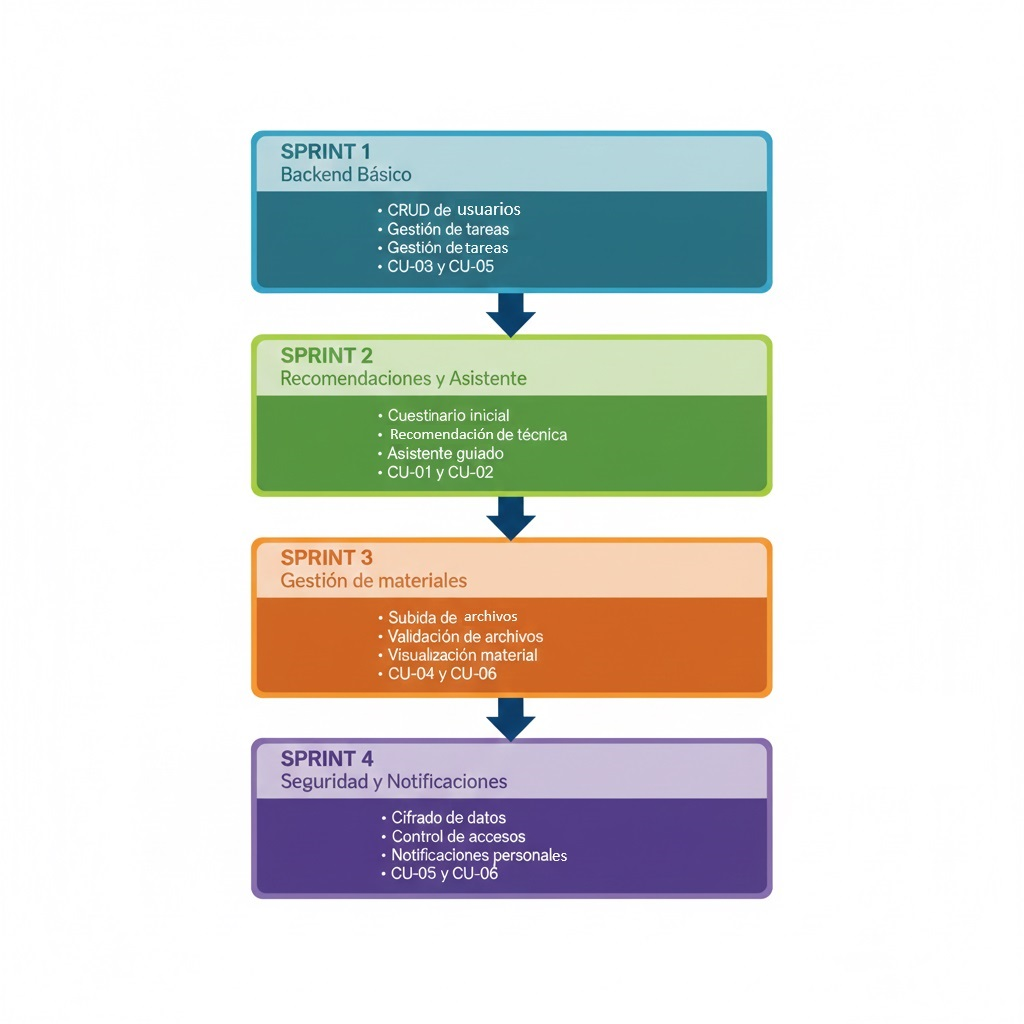 SPRINT 1
Backend Básico
• CRUD de usuarios
• Gestión de tareas
• Gestión de tareas
• CU-03 y CU-05
SPRINT 2
Recomendaciones y Asistente
• Cuestinario inicial
• Recomendación de técnica
• Asistente guiado
• CU-01 y CU-02
SPRINT 3
Gestión de materiales
• Subida de archivos
• Validación de archivos
• Visualización material
• CU-04 y CU-06
SPRINT 4
Seguridad y Notificaciones
• Cifrado de datos
• Control de accesos
• Notificaciones personales
• CU-05 y CU-06